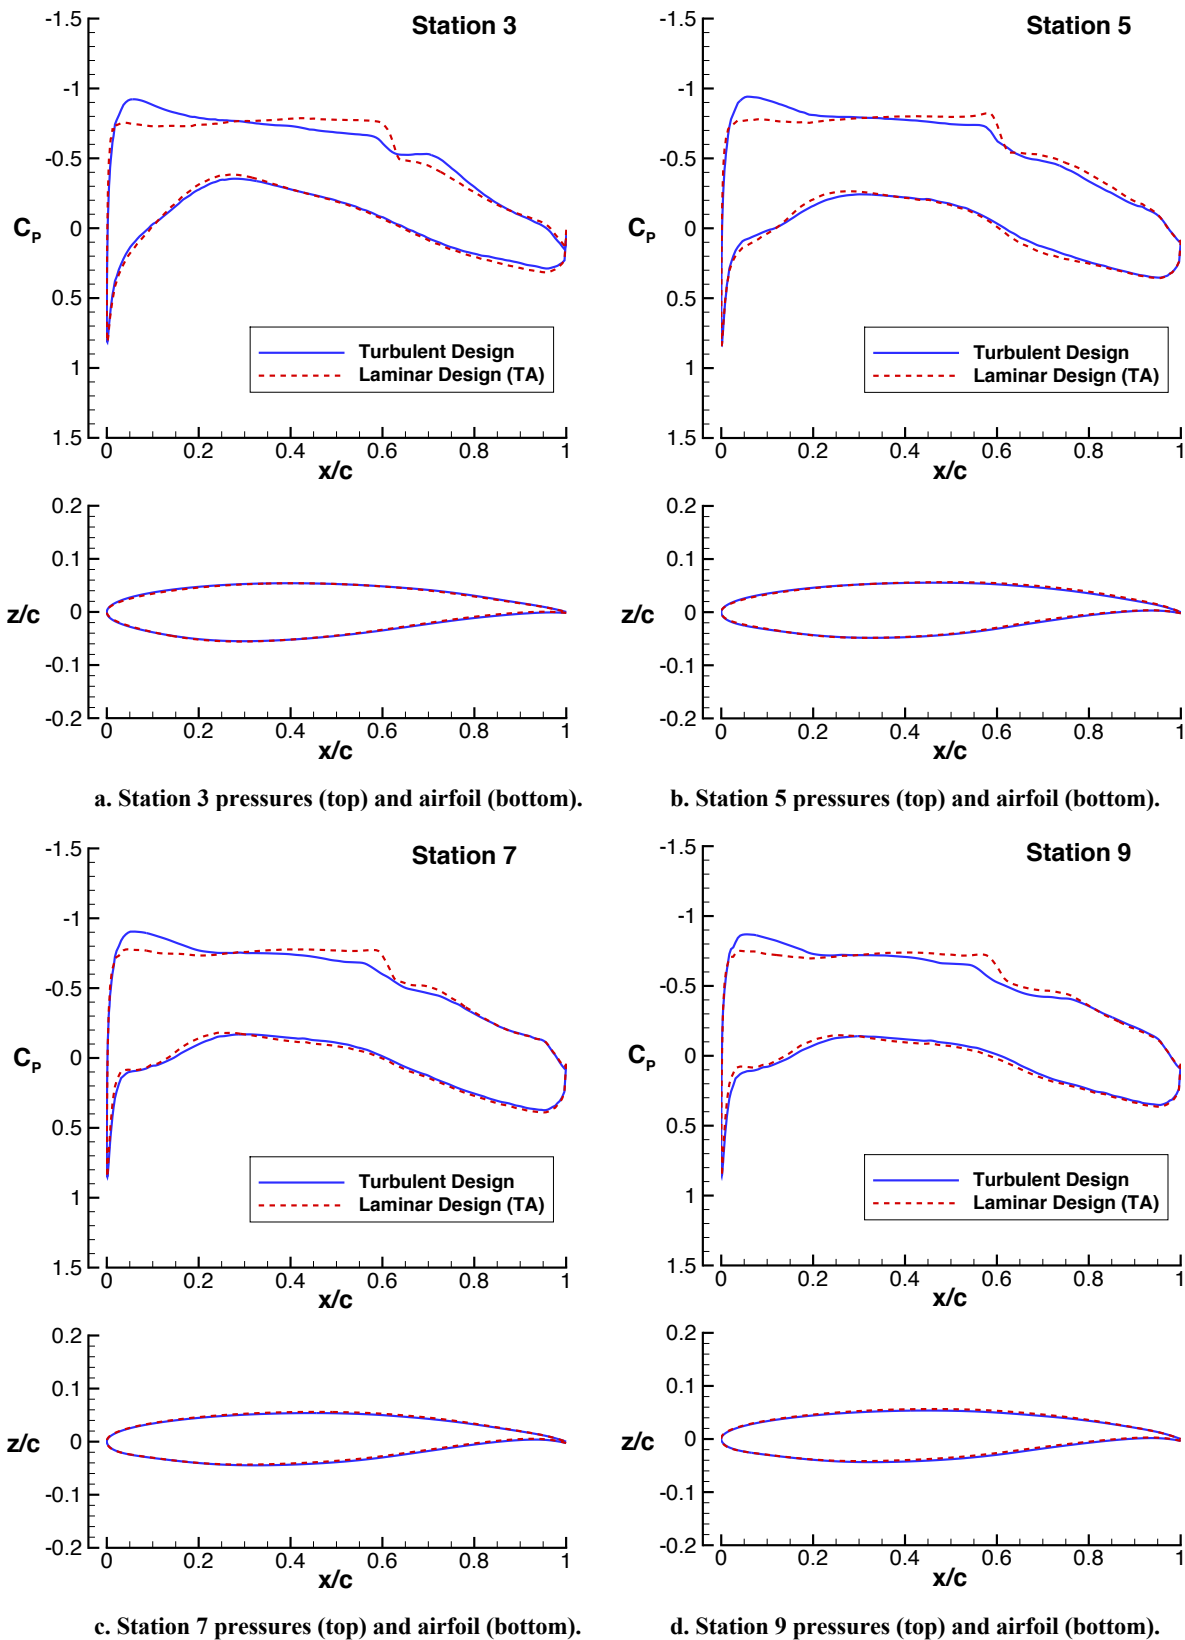 Station 3
-1.5
-1
-0.5
0
0.5
1
1.5
C_P
0 0.2 0.4 0.6 0.8 1
x/c
Turbulent Design
Laminar Design (TA)
0.2
0.1
0
-0.1
-0.2
z/c
0 0.2 0.4 0.6 0.8 1
x/c
a. Station 3 pressures (top) and airfoil (bottom).
Station 5
-1.5
-1
-0.5
0
0.5
1
1.5
C_P
0 0.2 0.4 0.6 0.8 1
x/c
Turbulent Design
Laminar Design (TA)
0.2
0.1
0
-0.1
-0.2
z/c
0 0.2 0.4 0.6 0.8 1
x/c
b. Station 5 pressures (top) and airfoil (bottom).
Station 7
-1.5
-1
-0.5
0
0.5
1
1.5
C_P
0 0.2 0.4 0.6 0.8 1
x/c
Turbulent Design
Laminar Design (TA)
0.2
0.1
0
-0.1
-0.2
z/c
0 0.2 0.4 0.6 0.8 1
x/c
c. Station 7 pressures (top) and airfoil (bottom).
Station 9
-1.5
-1
-0.5
0
0.5
1
1.5
C_P
0 0.2 0.4 0.6 0.8 1
x/c
Turbulent Design
Laminar Design (TA)
0.2
0.1
0
-0.1
-0.2
z/c
0 0.2 0.4 0.6 0.8 1
x/c
d. Station 9 pressures (top) and airfoil (bottom).